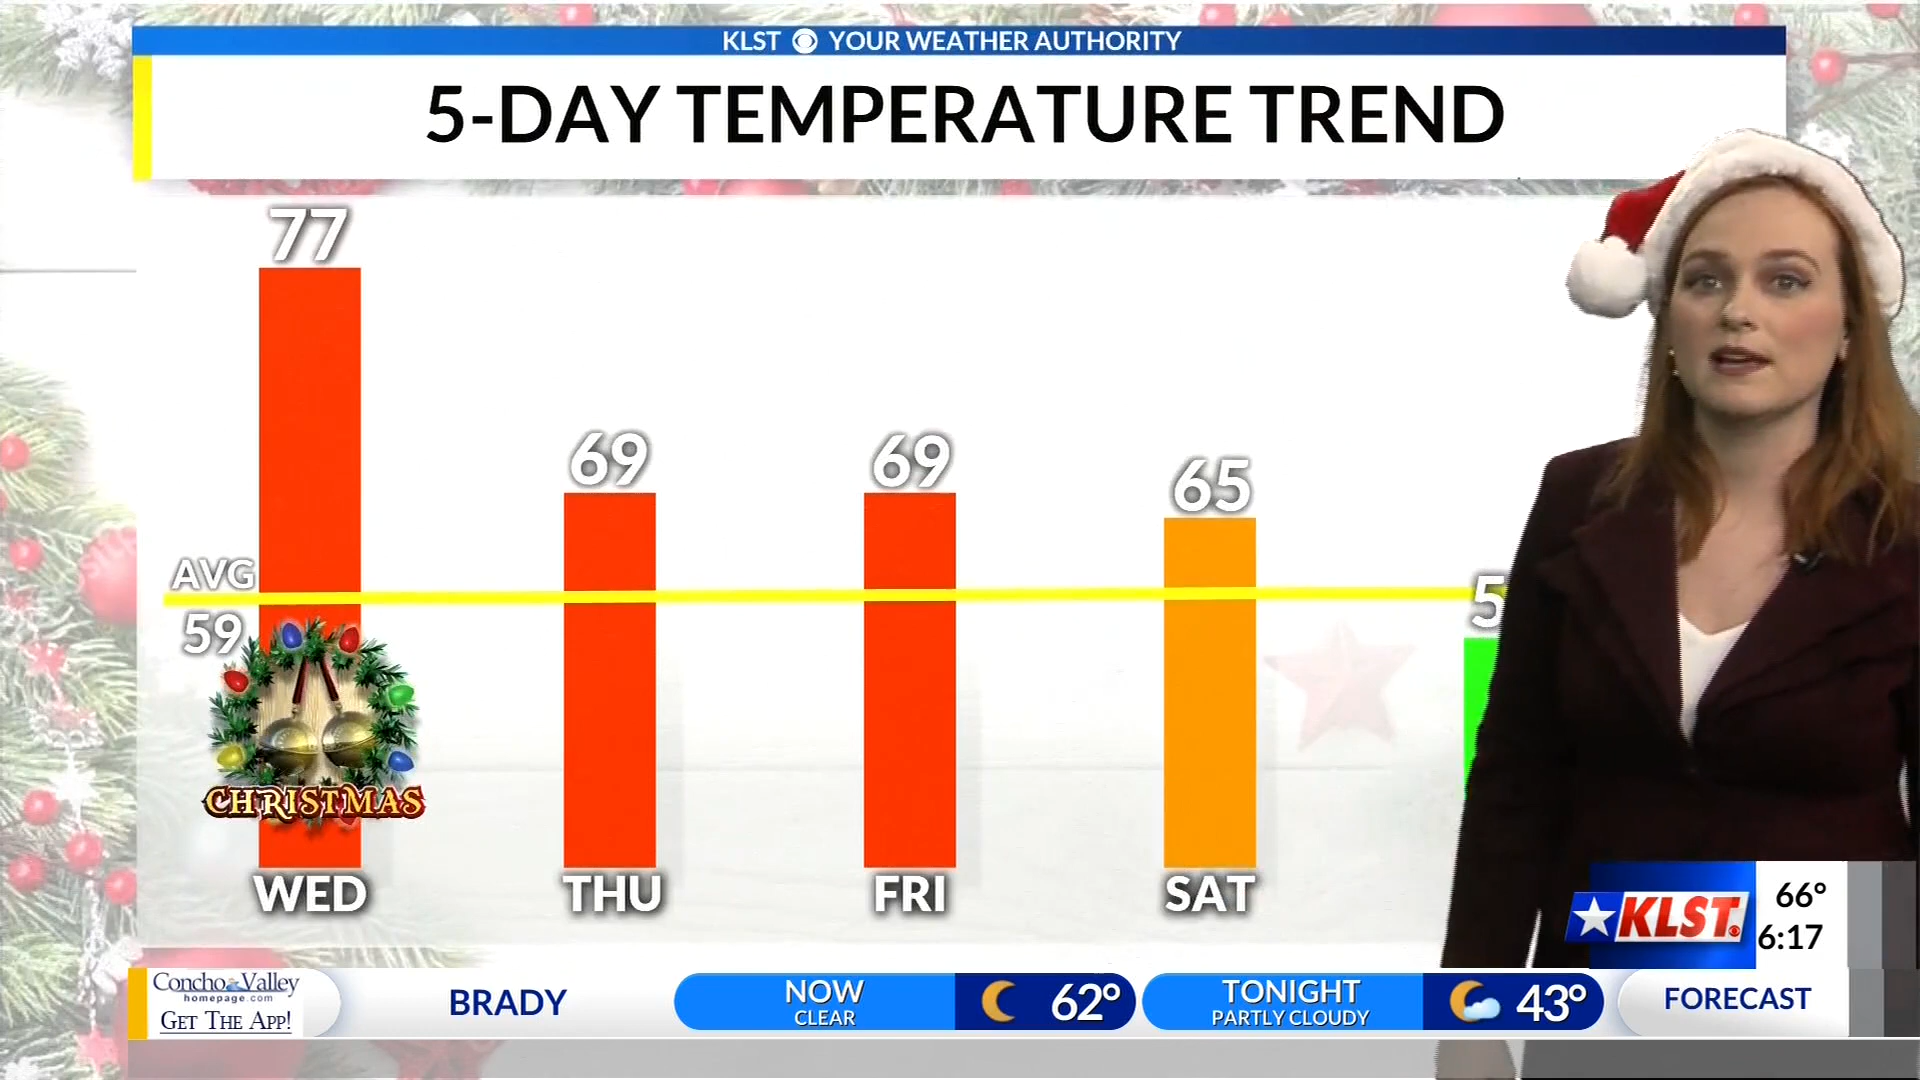 KLST YOUR WEATHER AUTHORITY
5-DAY TEMPERATURE TREND
77
69
69
65
5
AVG
59
CHRISTMAS
WED
THU
FRI
SAT
KLST
66°
6:17
Concho Valley
homepage.com
GET THE APP!
BRADY
NOW
CLEAR
62°
TONIGHT
PARTLY CLOUDY
43°
FORECAST